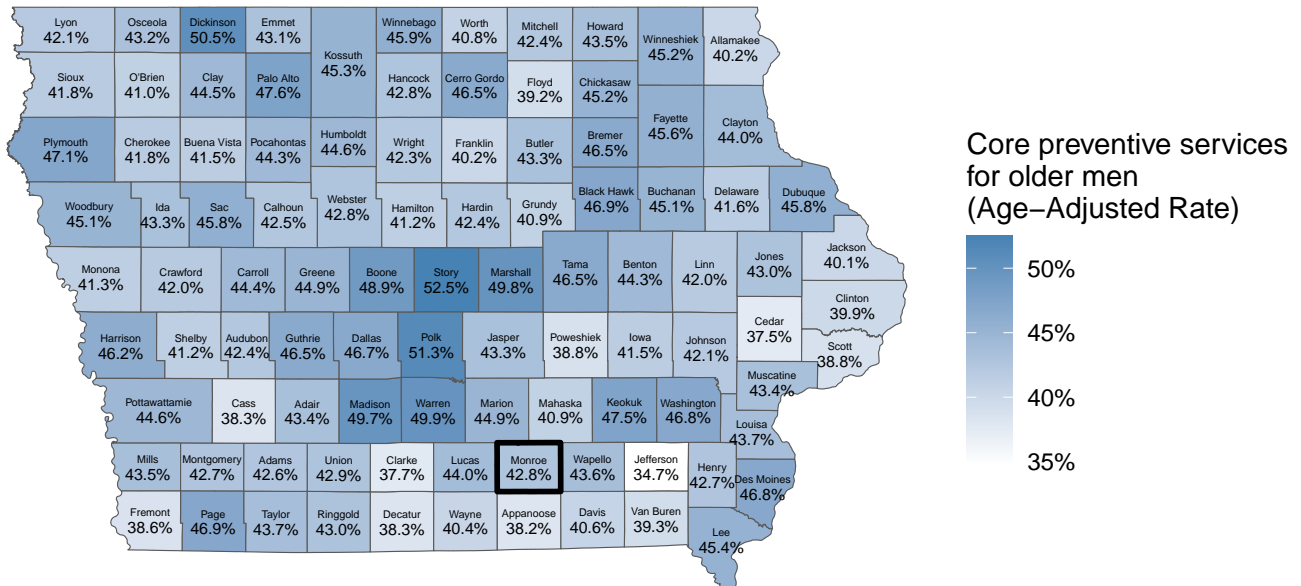 Lyon
42.1%
Osceola
43.2%
Dickinson
50.5%
Emmet
43.1%
Kossuth
45.3%
Winnebago
45.9%
Worth
40.8%
Mitchell
42.4%
Howard
43.5%
Winneshiek
45.2%
Allamakee
40.2%
Sioux
41.8%
O'Brien
41.0%
Clay
44.5%
Palo Alto
47.6%
Hancock
42.8%
Cerro Gordo
46.5%
Floyd
39.2%
Chickasaw
45.2%
Fayette
45.6%
Clayton
44.0%
Plymouth
47.1%
Cherokee
41.8%
Buena Vista
41.5%
Pocahontas
44.3%
Humboldt
44.6%
Wright
42.3%
Franklin
40.2%
Butler
43.3%
Bremer
46.5%
Woodbury
45.1%
Ida
43.3%
Sac
45.8%
Calhoun
42.5%
Webster
42.8%
Hamilton
41.2%
Hardin
42.4%
Grundy
40.9%
Black Hawk
46.9%
Buchanan
45.1%
Delaware
41.6%
Dubuque
45.8%
Monona
41.3%
Crawford
42.0%
Carroll
44.4%
Greene
44.9%
Boone
48.9%
Story
52.5%
Marshall
49.8%
Tama
46.5%
Benton
44.3%
Linn
42.0%
Jones
43.0%
Jackson
40.1%
Clinton
39.9%
Harrison
46.2%
Shelby
41.2%
Audubon
42.4%
Guthrie
46.5%
Dallas
46.7%
Polk
51.3%
Jasper
43.3%
Poweshiek
38.8%
Iowa
41.5%
Johnson
42.1%
Cedar
37.5%
Scott
38.8%
Muscatine
43.4%
Pottawattamie
44.6%
Cass
38.3%
Adair
43.4%
Madison
49.7%
Warren
49.9%
Marion
44.9%
Mahaska
40.9%
Keokuk
47.5%
Washington
46.8%
Louisa
43.7%
Mills
43.5%
Montgomery
42.7%
Adams
42.6%
Union
42.9%
Clarke
37.7%
Lucas
44.0%
Monroe
42.8%
Wapello
43.6%
Jefferson
34.7%
Henry
42.7%
Des Moines
46.8%
Fremont
38.6%
Page
46.9%
Taylor
43.7%
Ringgold
43.0%
Decatur
38.3%
Wayne
40.4%
Appanoose
38.2%
Davis
40.6%
Van Buren
39.3%
Lee
45.4%
Core preventive services
for older men
(Age−Adjusted Rate)
50%
45%
40%
35%